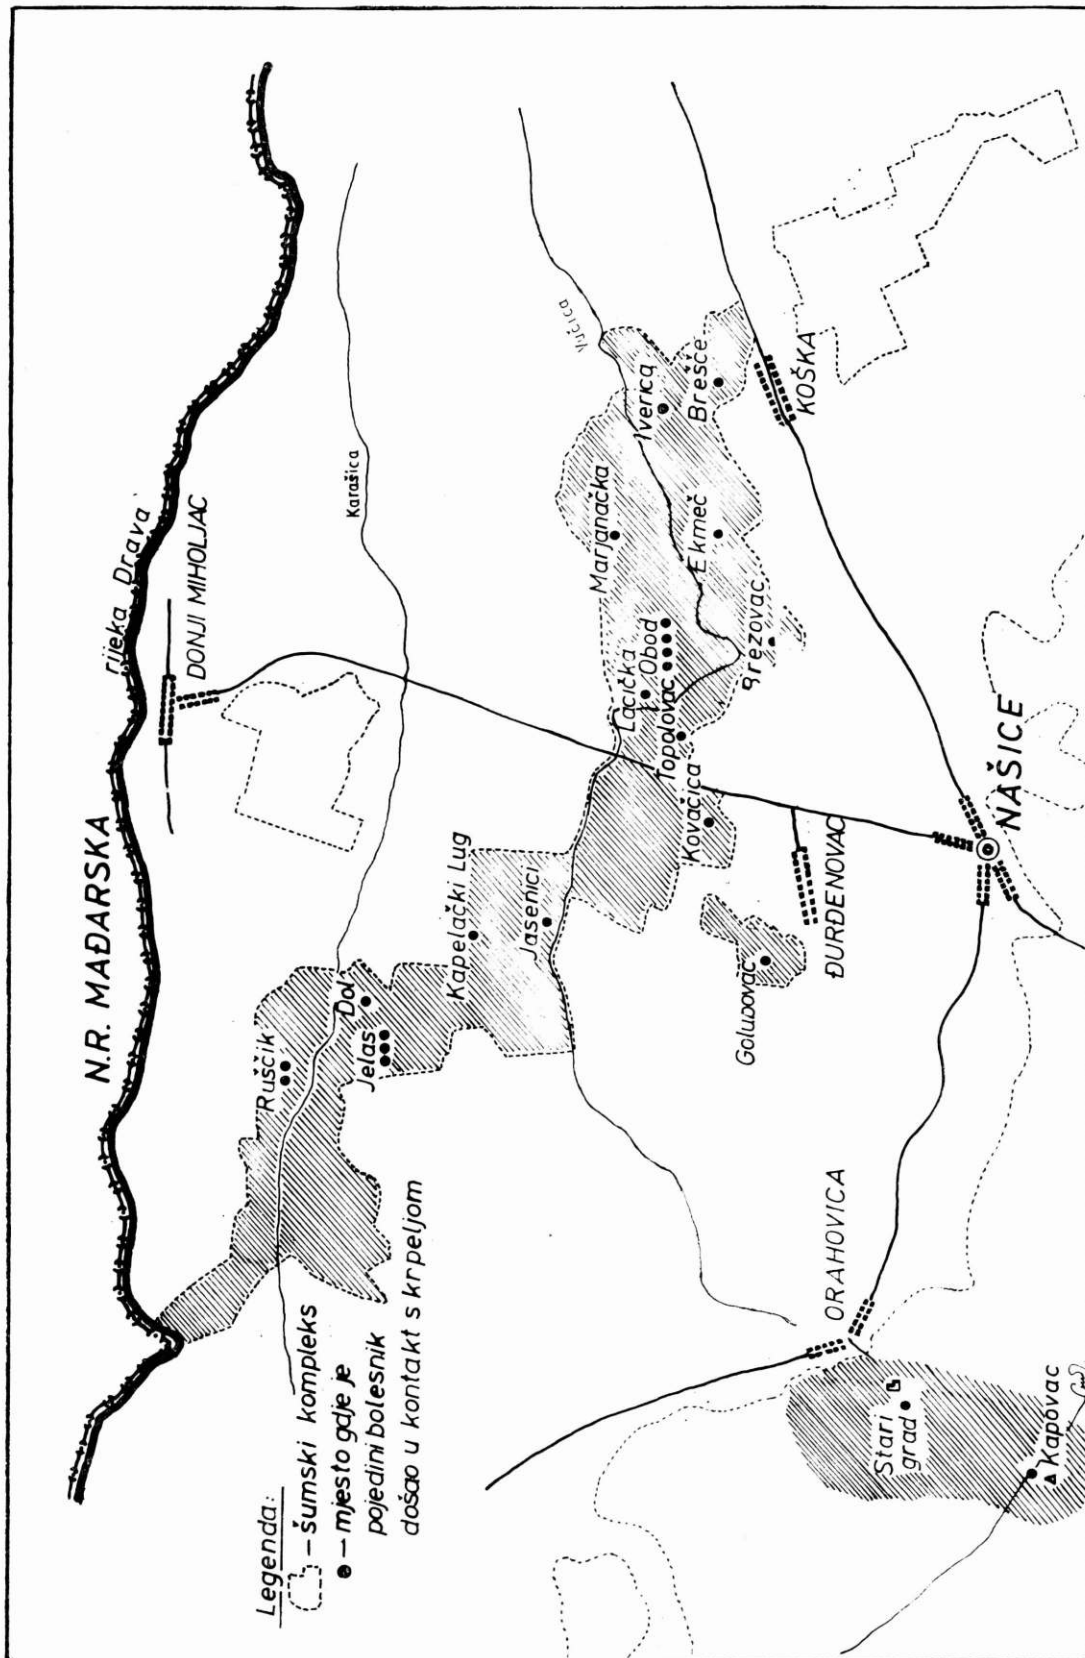 N.R. MAĐARSKA
rijeka Drava
DONJI MIHOLJAC
Karašica
Vučica
Ruščik
Dol
Jelas
Kapelački Lug
Jasenici
Marjanačka
Iverica
Brešće
Lacička
Obod
Ekmeč
Topolovac
Kovačica
Brezovac
KOŠKA
Golubovac
ĐURĐENOVAC
NAŠICE
ORAHOVICA
Stari
grad
Kapovac
Legenda:
– šumski kompleks
– mjesto gdje je
pojedini bolesnik
došao u kontakt s krpeljom